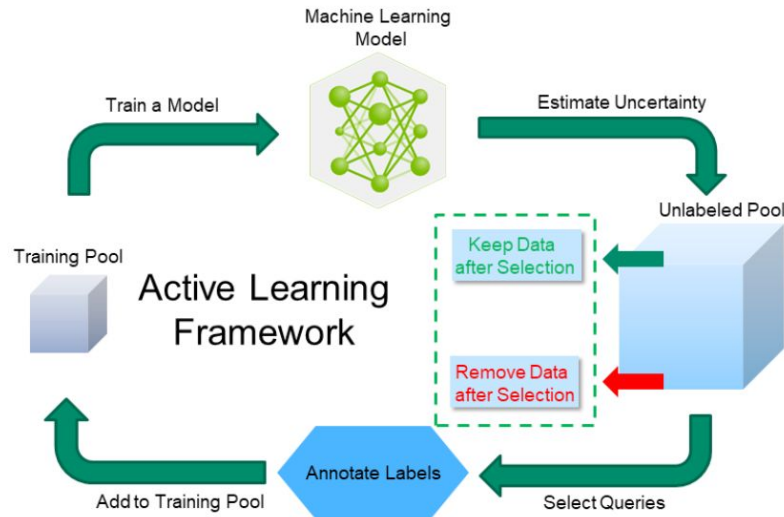 Machine Learning
Model
Train a Model
Estimate Uncertainty
Unlabeled Pool
Keep Data
after Selection
Training Pool
Active Learning
Framework
Remove Data
after Selection
Annotate Labels
Add to Training Pool
Select Queries